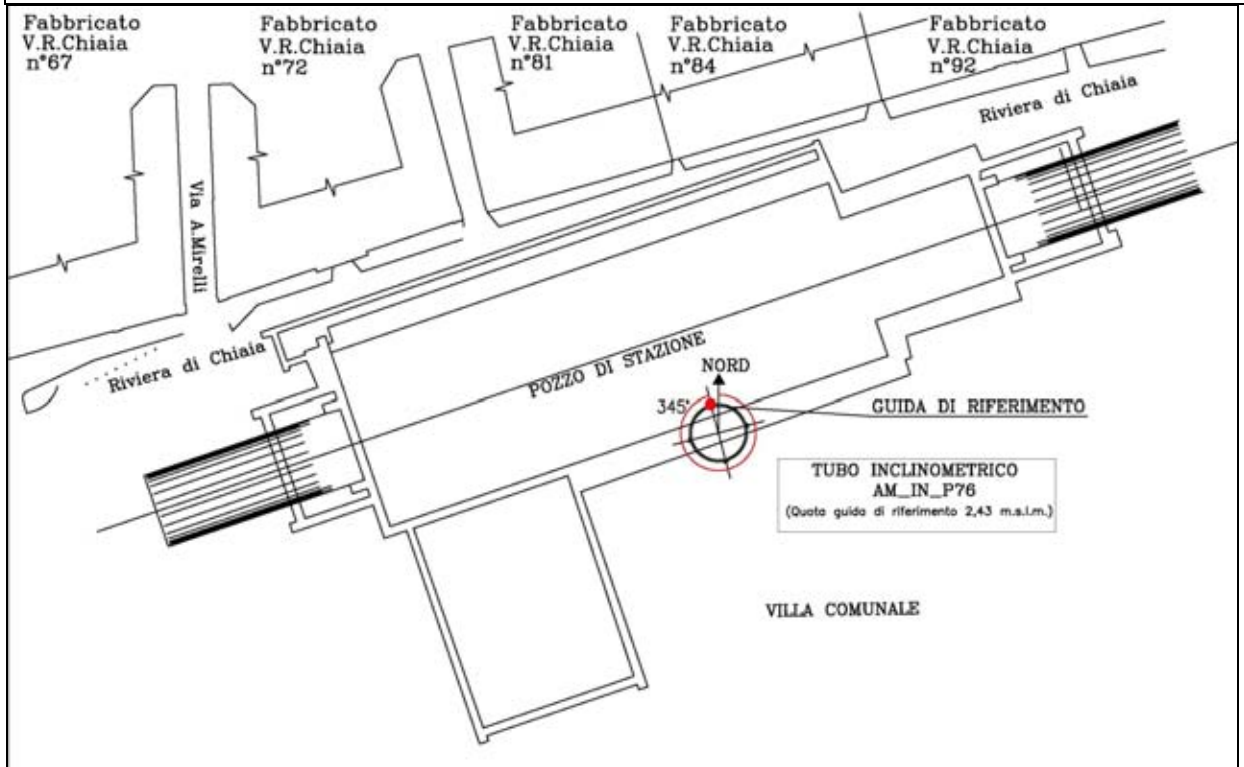 Fabbricato
V.R.Chiaia
n°67
Fabbricato
V.R.Chiaia
n°72
Fabbricato
V.R.Chiaia
n°81
Fabbricato
V.R.Chiaia
n°84
Fabbricato
V.R.Chiaia
n°92
Riviera di Chiaia
Via A.Mirelli
Riviera di Chiaia
POZZO DI STAZIONE
NORD
345°
GUIDA DI RIFERIMENTO
TUBO INCLINOMETRICO
AM_IN_P76
(Quota guida di riferimento 2,43 m.s.l.m.)
VILLA COMUNALE